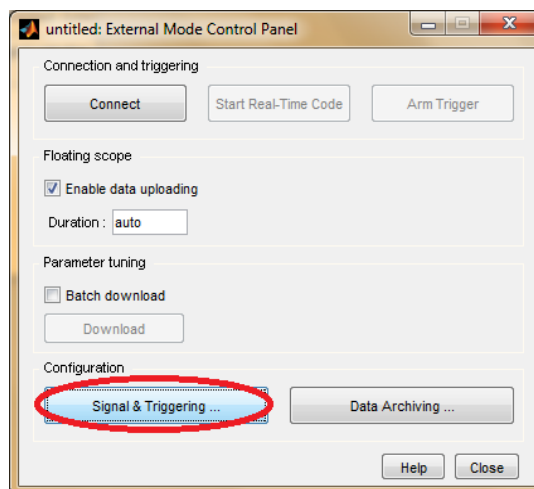 untitled: External Mode Control Panel
Connection and triggering
Connect Start Real-Time Code Arm Trigger
Floating scope
Enable data uploading
Duration : auto
Parameter tuning
Batch download
Download
Configuration
Signal & Triggering ... Data Archiving ...
Help Close